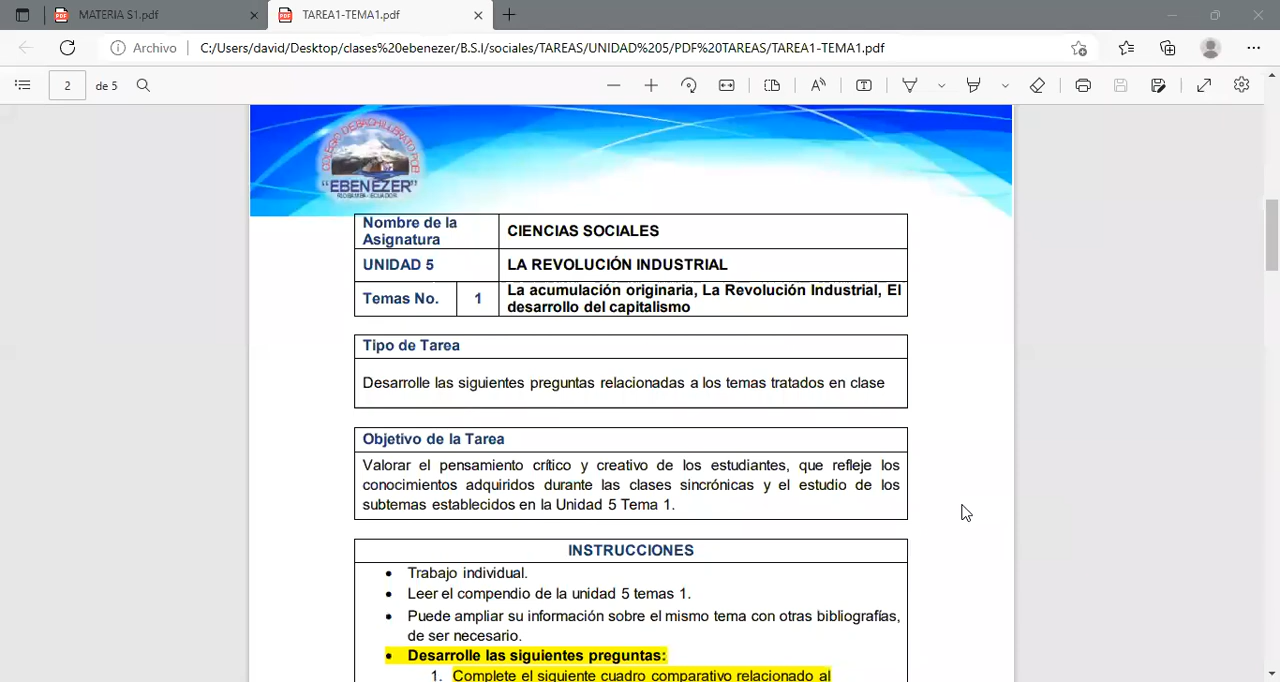 MATERIA S1.pdf
TAREA1-TEMA1.pdf
Archivo
C:/Users/david/Desktop/clases%20ebenezer/B.S.I/sociales/TAREAS/UNIDAD%205/PDF%20TAREAS/TAREA1-TEMA1.pdf
2 de 5
COLEGIO DE BACHILLERATO PCEI
"EBENEZER"
RIOBAMBA - ECUADOR
Nombre de la
Asignatura
CIENCIAS SOCIALES
UNIDAD 5
LA REVOLUCIÓN INDUSTRIAL
Temas No.
1
La acumulación originaria, La Revolución Industrial, El
desarrollo del capitalismo
Tipo de Tarea
Desarrolle las siguientes preguntas relacionadas a los temas tratados en clase
Objetivo de la Tarea
Valorar el pensamiento crítico y creativo de los estudiantes, que refleje los
conocimientos adquiridos durante las clases sincrónicas y el estudio de los
subtemas establecidos en la Unidad 5 Tema 1.
INSTRUCCIONES
• Trabajo individual.
• Leer el compendio de la unidad 5 temas 1.
• Puede ampliar su información sobre el mismo tema con otras bibliografías,
de ser necesario.
• Desarrolle las siguientes preguntas:
1. Complete el siguiente cuadro comparativo relacionado al